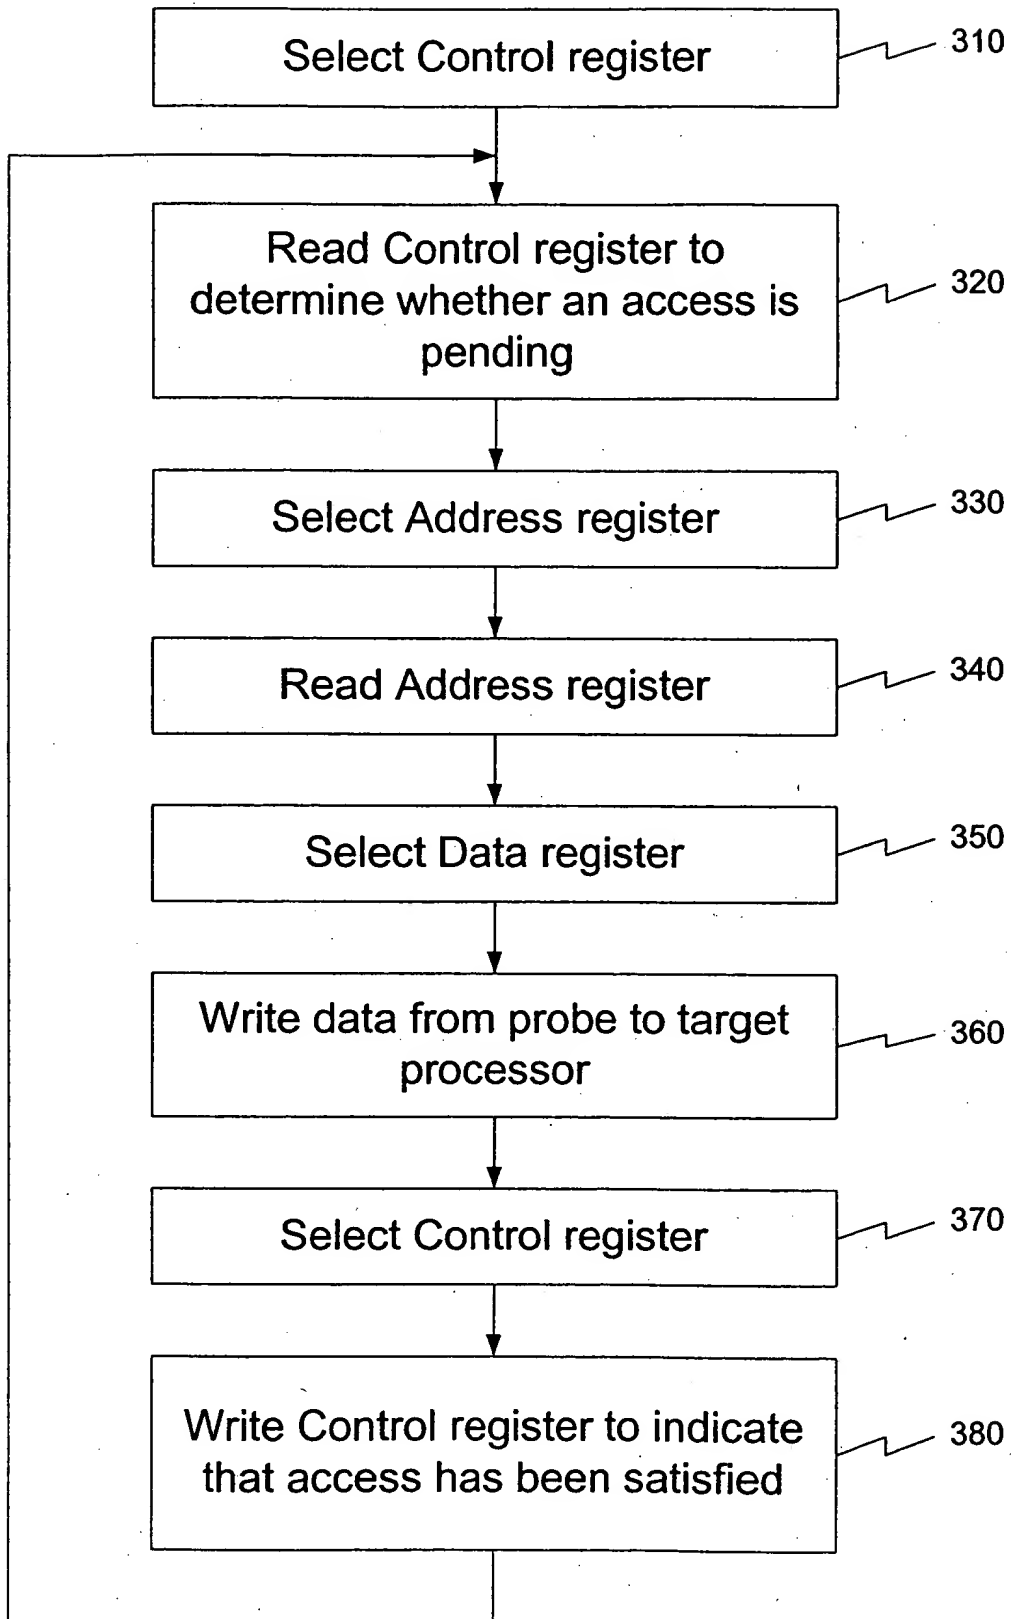 Select Control register
310
Read Control register to
determine whether an access is
pending
320
Select Address register
330
Read Address register
340
Select Data register
350
Write data from probe to target
processor
360
Select Control register
370
Write Control register to indicate
that access has been satisfied
380